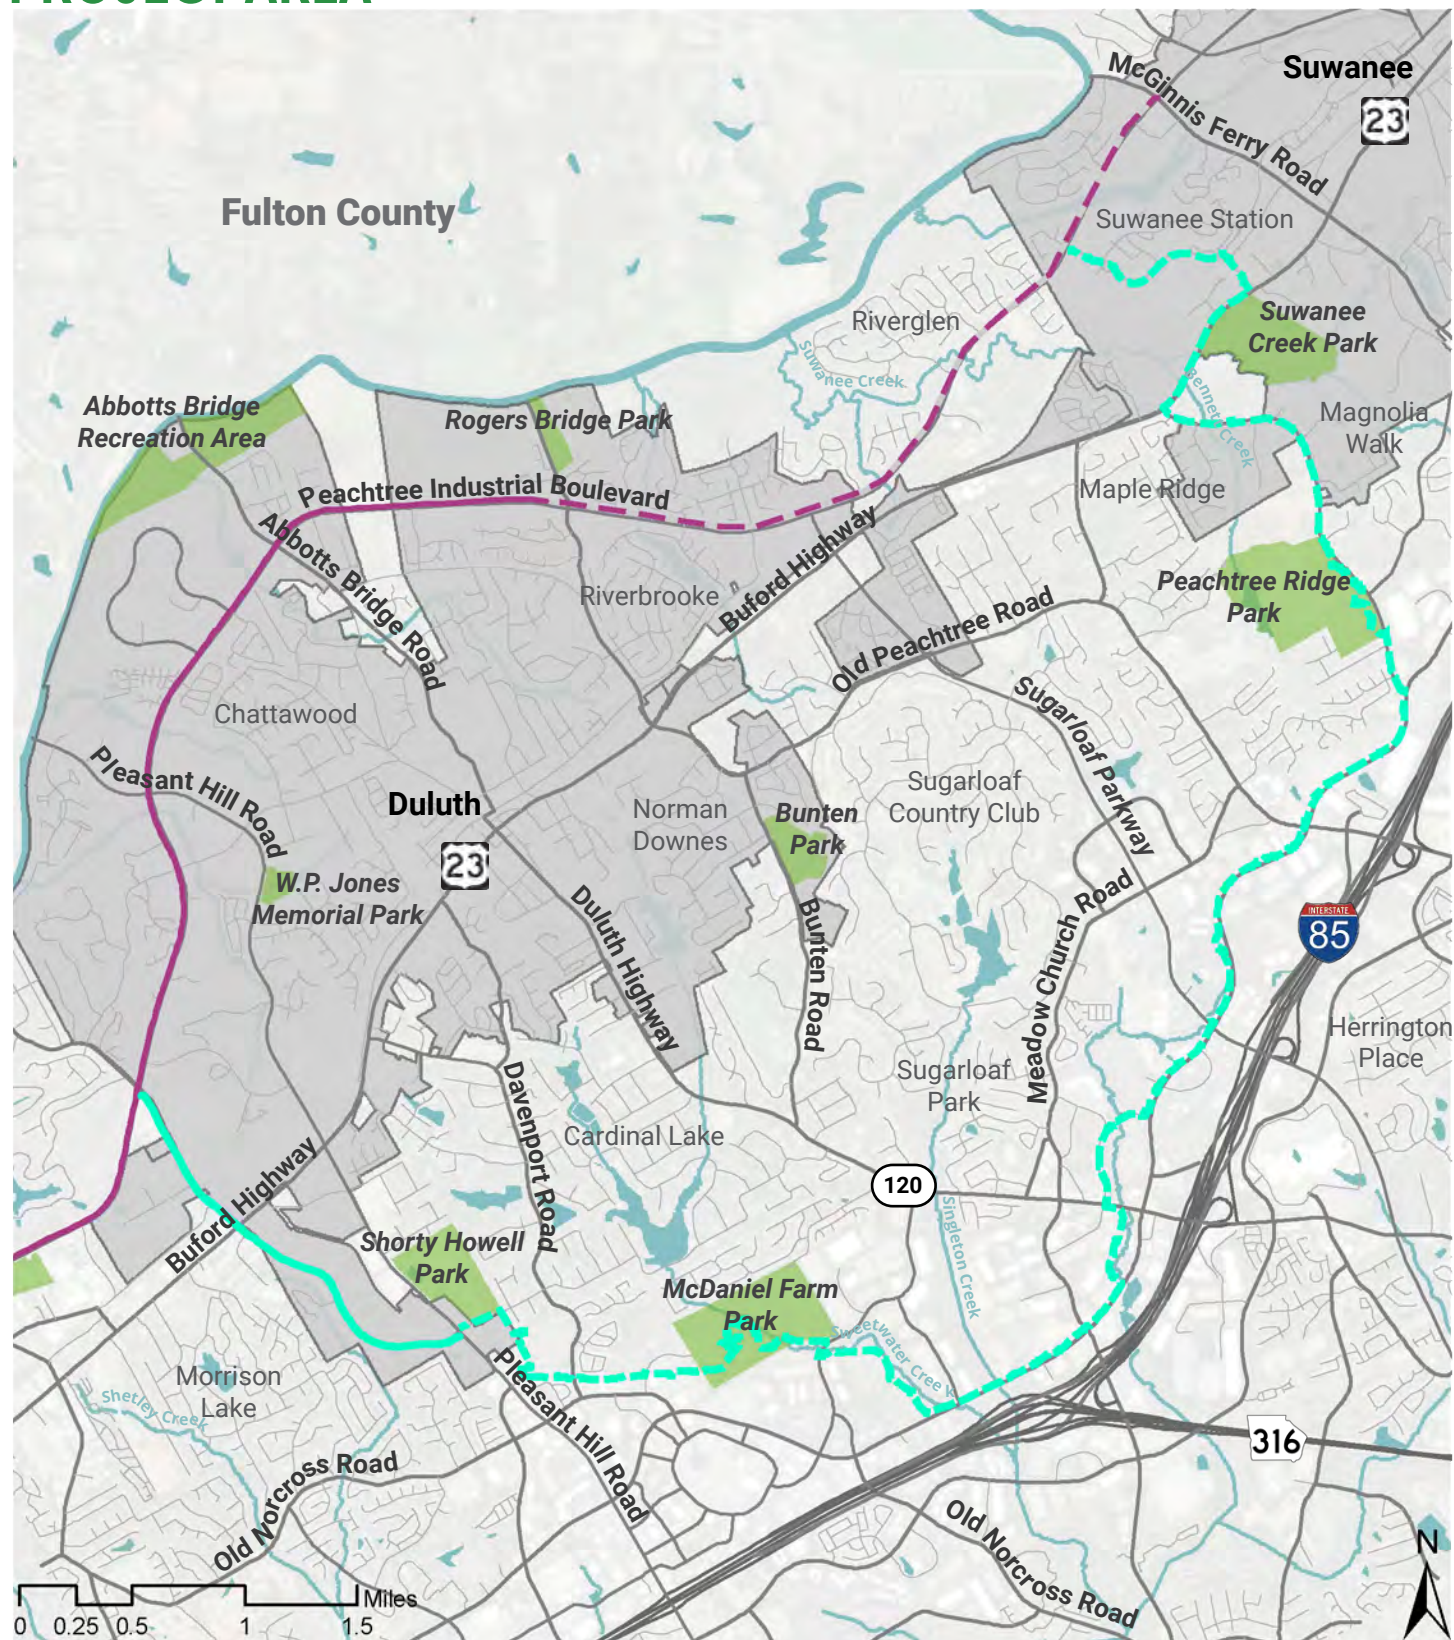 PROJECT AREA
McGinnis Ferry Road
Suwanee
23
Fulton County
Suwanee Station
Suwanee
Creek Park
Riverglen
Suwanee Creek
Bennett Creek
Abbotts Bridge
Recreation Area
Rogers Bridge Park
Magnolia
Walk
Peachtree Industrial Boulevard
Maple Ridge
Abbotts Bridge Road
Buford Highway
Riverbrooke
Peachtree Ridge
Park
Old Peachtree Road
Chattawood
Sugarloaf Parkway
Pleasant Hill Road
Duluth
23
Norman
Downes
Bunten
Park
Sugarloaf
Country Club
W.P. Jones
Memorial Park
Duluth Highway
Bunten Road
Meadow Church Road
INTERSTATE
85
Herrington
Place
Sugarloaf
Park
Davenport Road
Cardinal Lake
120
Buford Highway
Singleton Creek
Shorty Howell
Park
McDaniel Farm
Park
Sweetwater Creek
Pleasant Hill Road
Morrison
Lake
Shetley Creek
Old Norcross Road
316
Old Norcross Road
N
Miles
0 0.25 0.5 1 1.5